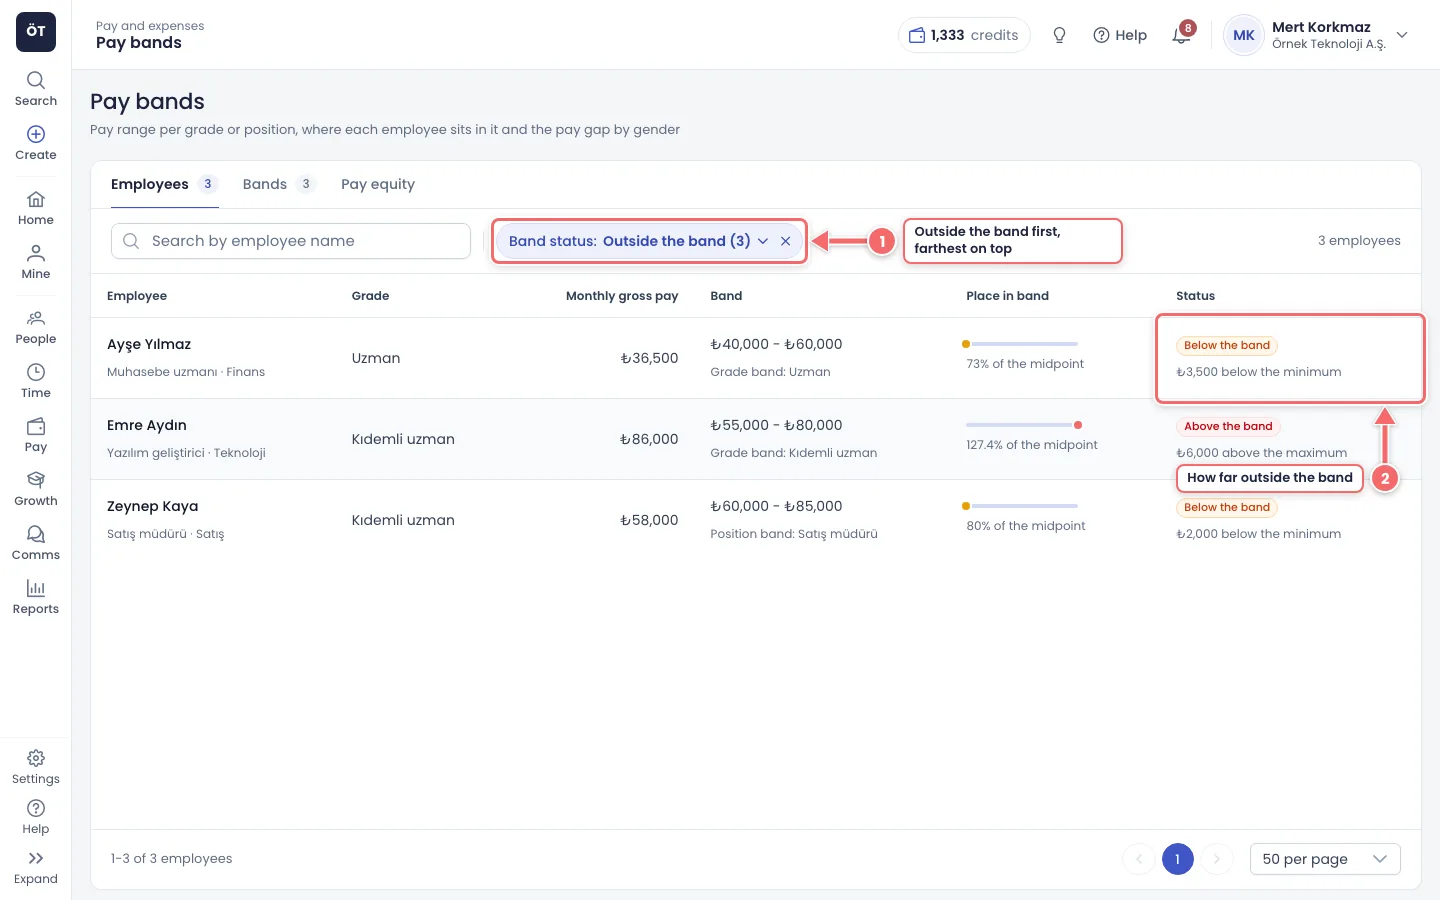 ÖT
Search
Create
Home
Mine
People
Time
Pay
Growth
Comms
Reports
Settings
Help
Expand
Pay and expenses
Pay bands
1,333 credits
Help
8
MK
Mert Korkmaz
Örnek Teknoloji A.Ş.
Pay bands
Pay range per grade or position, where each employee sits in it and the pay gap by gender
Employees 3
Bands 3
Pay equity
Search by employee name
Band status: Outside the band (3)
1
Outside the band first,
farthest on top
3 employees
Employee Grade Monthly gross pay Band Place in band Status
Ayşe Yılmaz
Muhasebe uzmanı · Finans
Uzman
₺36,500
₺40,000 - ₺60,000
Grade band: Uzman
73% of the midpoint
Below the band
₺3,500 below the minimum
Emre Aydın
Yazılım geliştirici · Teknoloji
Kıdemli uzman
₺86,000
₺55,000 - ₺80,000
Grade band: Kıdemli uzman
127.4% of the midpoint
Above the band
₺6,000 above the maximum
How far outside the band
2
Zeynep Kaya
Satış müdürü · Satış
Kıdemli uzman
₺58,000
₺60,000 - ₺85,000
Position band: Satış müdürü
80% of the midpoint
Below the band
₺2,000 below the minimum
1-3 of 3 employees
1
50 per page